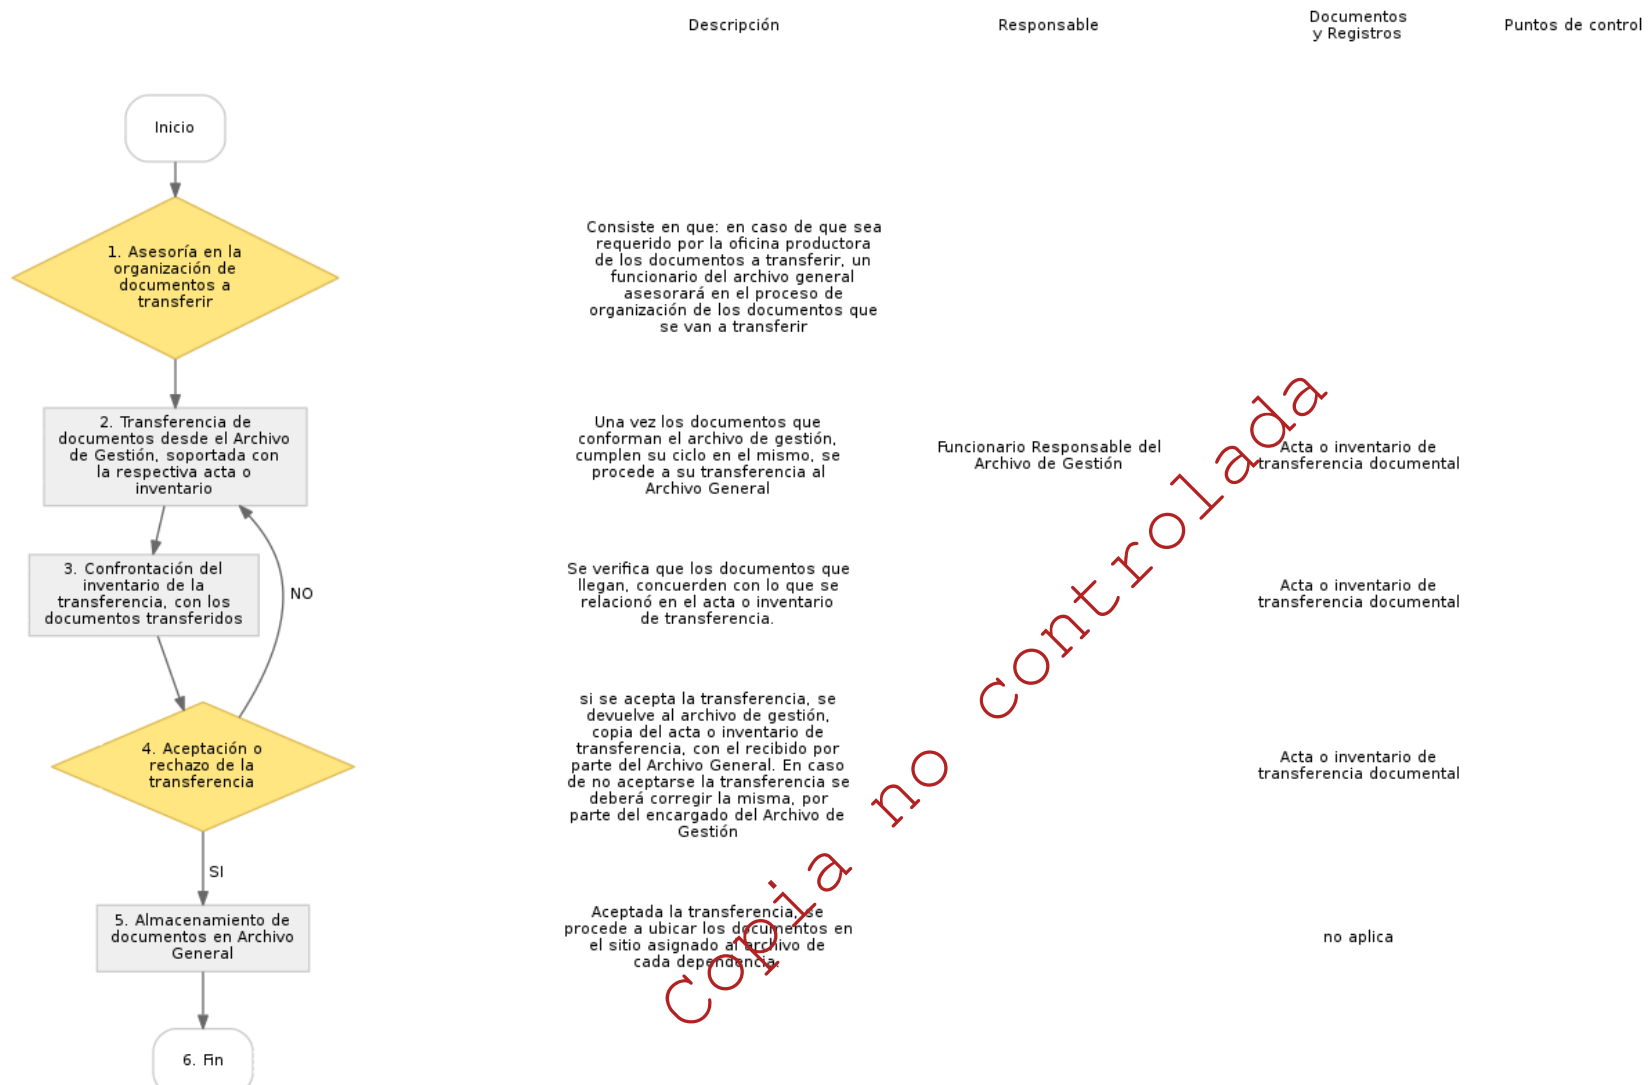 Descripción
Responsable
Documentos
y Registros
Puntos de control
Inicio
1. Asesoría en la
organización de
documentos a
transferir
Consiste en que: en caso de que sea
requerido por la oficina productora
de los documentos a transferir, un
funcionario del archivo general
asesorará en el proceso de
organización de los documentos que
se van a transferir
2. Transferencia de
documentos desde el Archivo
de Gestión, soportada con
la respectiva acta o
inventario
Una vez los documentos que
conforman el archivo de gestión,
cumplen su ciclo en el mismo, se
procede a su transferencia al
Archivo General
Funcionario Responsable del
Archivo de Gestión
Acta o inventario de
transferencia documental
3. Confrontación del
inventario de la
transferencia, con los
documentos transferidos
NO
Se verifica que los documentos que
llegan, concuerden con lo que se
relacionó en el acta o inventario
de transferencia.
Acta o inventario de
transferencia documental
4. Aceptación o
rechazo de la
transferencia
si se acepta la transferencia, se
devuelve al archivo de gestión,
copia del acta o inventario de
transferencia, con el recibido por
parte del Archivo General. En caso
de no aceptarse la transferencia se
deberá corregir la misma, por
parte del encargado del Archivo de
Gestión
Acta o inventario de
transferencia documental
SI
5. Almacenamiento de
documentos en Archivo
General
Aceptada la transferencia, se
procede a ubicar los documentos en
el sitio asignado al archivo de
cada dependencia.
no aplica
6. Fin
Copia no controlada